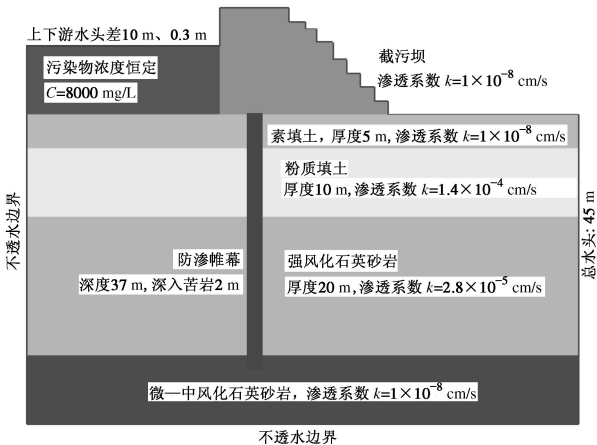 上下游水头差10 m、0.3 m
污染物浓度恒定
C=8000 mg/L
截污坝
渗透系数 k=1×10⁻⁸ cm/s
素填土，厚度5 m, 渗透系数 k=1×10⁻⁸ cm/s
粉质填土
厚度10 m, 渗透系数 k=1.4×10⁻⁴ cm/s
不透水边界
总水头: 45 m
防渗帷幕
深度37 m, 深入苦岩2 m
强风化石英砂岩
厚度20 m, 渗透系数 k=2.8×10⁻⁵ cm/s
微—中风化石英砂岩，渗透系数 k=1×10⁻⁸ cm/s
不透水边界